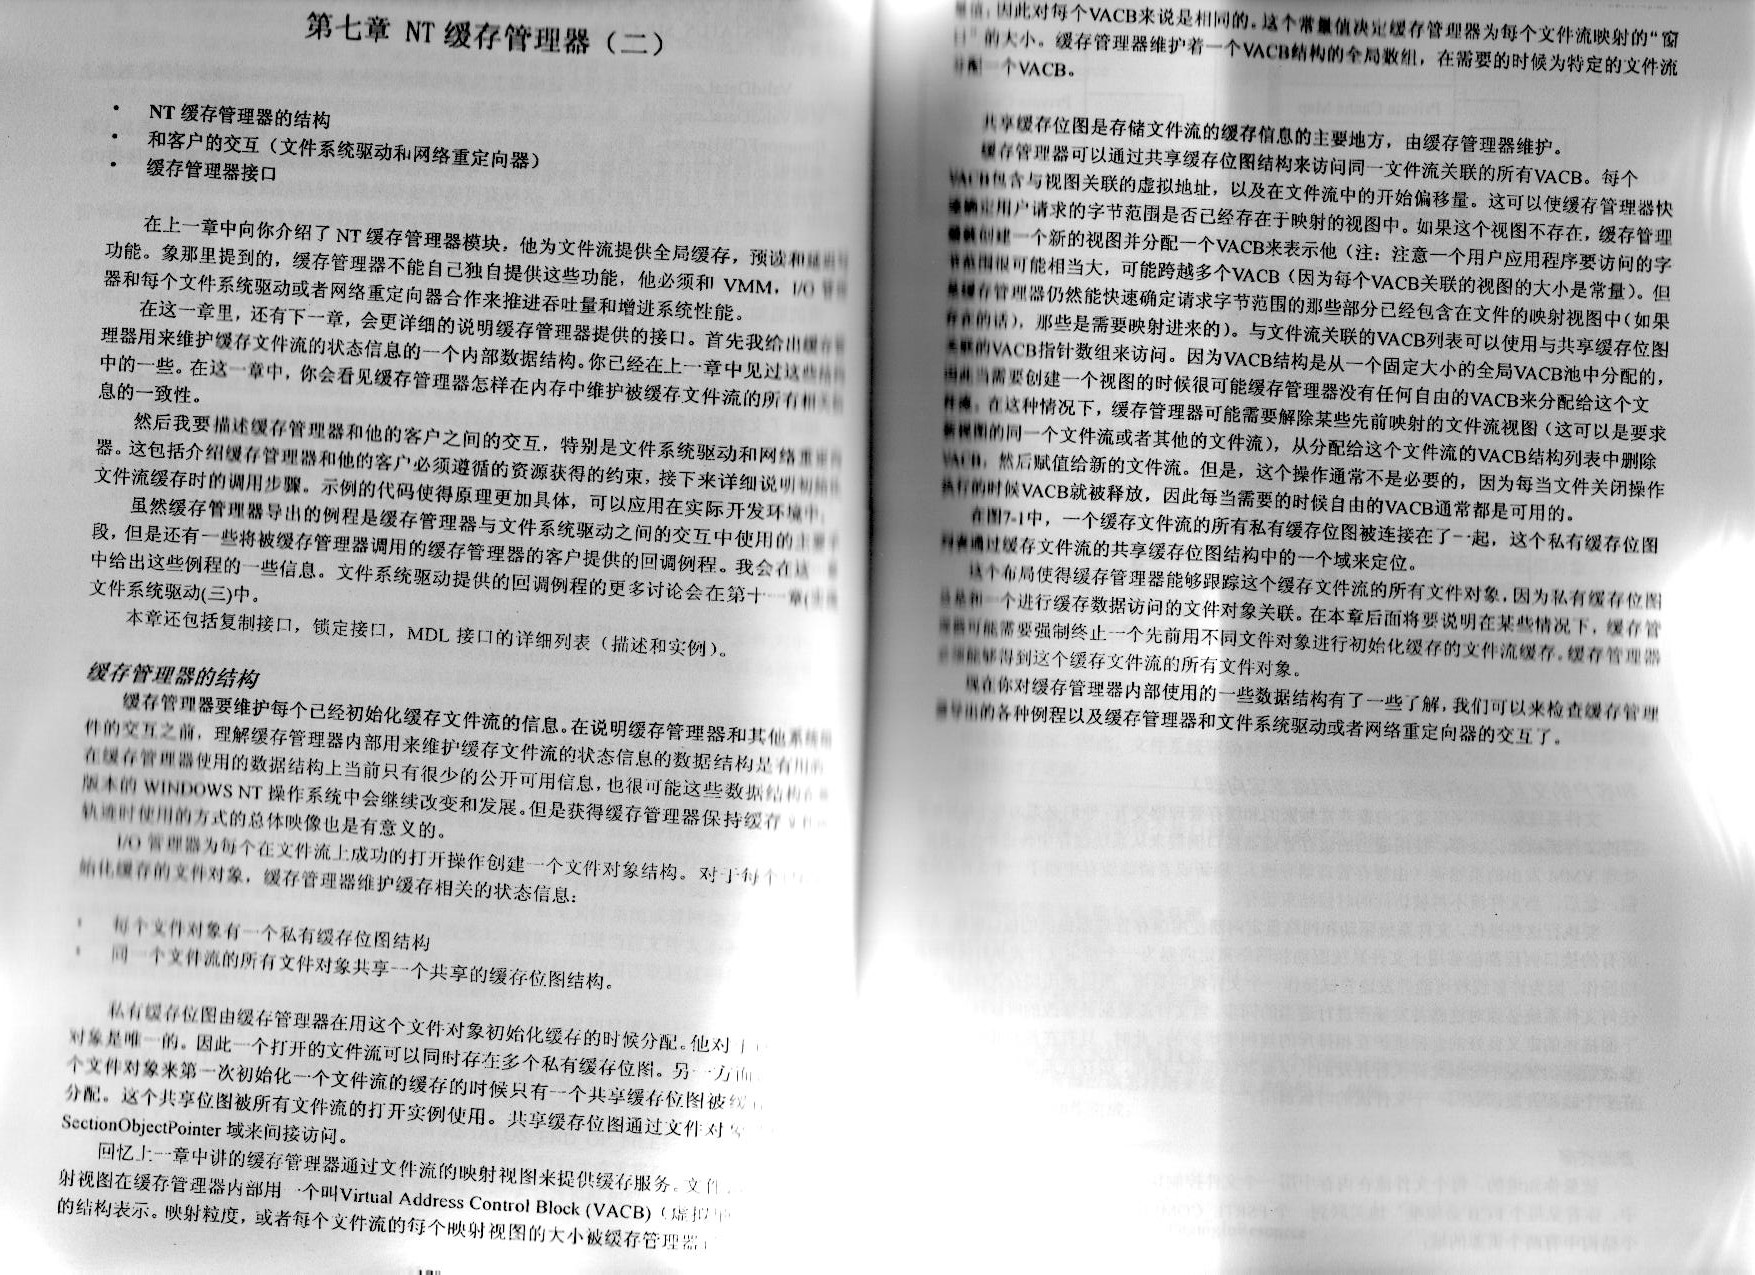 第七章 NT 缓存管理器（二）
• NT 缓存管理器的结构
• 和客户的交互（文件系统驱动和网络重定向器）
• 缓存管理器接口
在上一章中向你介绍了 NT 缓存管理器模块，他为文件流提供全局缓存，预读和
功能。象那里提到的，缓存管理器不能自己独自提供这些功能，他必须和 VMM，I/O
器和每个文件系统驱动或者网络重定向器合作来推进吞吐量和增进系统性能。
在这一章里，还有下一章，会更详细的说明缓存管理器提供的接口。首先我给出
理器用来维护缓存文件流的状态信息的一个内部数据结构。你已经在上一章中见过这些
中的一些。在这一章中，你会看见缓存管理器怎样在内存中维护被缓存文件流的所有相
息的一致性。
然后我要描述缓存管理器和他的客户之间的交互，特别是文件系统驱动和网络
器。这包括介绍缓存管理器和他的客户必须遵循的资源获得的约束，接下来详细说明
文件流缓存时的调用步骤。示例的代码使得原理更加具体，可以应用在实际开发环境中。
虽然缓存管理器导出的例程是缓存管理器与文件系统驱动之间的交互中使用的主要
段，但是还有一些将被缓存管理器调用的缓存管理器的客户提供的回调例程。我会在这
中给出这些例程的一些信息。文件系统驱动提供的回调例程的更多讨论会在第十一章
文件系统驱动(三)中。
本章还包括复制接口，锁定接口，MDL 接口的详细列表（描述和实例）。
缓存管理器的结构
缓存管理器要维护每个已经初始化缓存文件流的信息。在说明缓存管理器和其他系统
件的交互之前，理解缓存管理器内部用来维护缓存文件流的状态信息的数据结构是有用
在缓存管理器使用的数据结构上当前只有很少的公开可用信息，也很可能这些数据结构
版本的 WINDOWS NT 操作系统中会继续改变和发展。但是获得缓存管理器保持缓存
轨迹时使用的方式的总体映像也是有意义的。
I/O 管理器为每个在文件流上成功的打开操作创建一个文件对象结构。对于每个
始化缓存的文件对象，缓存管理器维护缓存相关的状态信息：
• 每个文件对象有一个私有缓存位图结构
• 同一个文件流的所有文件对象共享一个共享的缓存位图结构。
私有缓存位图由缓存管理器在用这个文件对象初始化缓存的时候分配。他对
对象是唯一的。因此一个打开的文件流可以同时存在多个私有缓存位图。另一方面
个文件对象来第一次初始化一个文件流的缓存的时候只有一个共享缓存位图被
分配。这个共享位图被所有文件流的打开实例使用。共享缓存位图通过文件对
SectionObjectPointer 域来间接访问。
回忆上一章中讲的缓存管理器通过文件流的映射视图来提供缓存服务。文件
射视图在缓存管理器内部用一个叫Virtual Address Control Block (VACB)（虚拟
的结构表示。映射粒度，或者每个文件流的每个映射视图的大小被缓存管理器
因此对每个VACB来说是相同的。这个常量值决定缓存管理器为每个文件流映射的“窗
口”的大小。缓存管理器维护着一个VACB结构的全局数组，在需要的时候为特定的文件流
分配一个VACB。
共享缓存位图是存储文件流的缓存信息的主要地方，由缓存管理器维护。
缓存管理器可以通过共享缓存位图结构来访问同一文件流关联的所有VACB。每个
VACB包含与视图关联的虚拟地址，以及在文件流中的开始偏移量。这可以使缓存管理器快
速确定用户请求的字节范围是否已经存在于映射的视图中。如果这个视图不存在，缓存管理
创建一个新的视图并分配一个VACB来表示他（注：注意一个用户应用程序要访问的字
节范围很可能相当大，可能跨越多个VACB（因为每个VACB关联的视图的大小是常量）。但
缓存管理器仍然能快速确定请求字节范围的那些部分已经包含在文件的映射视图中（如果
存在的话），那些是需要映射进来的）。与文件流关联的VACB列表可以使用与共享缓存位图
关联的VACB指针数组来访问。因为VACB结构是从一个固定大小的全局VACB池中分配的，
因此当需要创建一个视图的时候很可能缓存管理器没有任何自由的VACB来分配给这个文
件流。在这种情况下，缓存管理器可能需要解除某些先前映射的文件流视图（这可以是要求
新视图的同一个文件流或者其他的文件流），从分配给这个文件流的VACB结构列表中删除
VACB，然后赋值给新的文件流。但是，这个操作通常不是必要的，因为每当文件关闭操作
执行的时候VACB就被释放，因此每当需要的时候自由的VACB通常都是可用的。
在图7-1中，一个缓存文件流的所有私有缓存位图被连接在了一起，这个私有缓存位图
列表通过缓存文件流的共享缓存位图结构中的一个域来定位。
这个布局使得缓存管理器能够跟踪这个缓存文件流的所有文件对象，因为私有缓存位图
和一个进行缓存数据访问的文件对象关联。在本章后面将要说明在某些情况下，缓存管
可能需要强制终止一个先前用不同文件对象进行初始化缓存的文件流缓存。缓存管理器
能够得到这个缓存文件流的所有文件对象。
现在你对缓存管理器内部使用的一些数据结构有了一些了解，我们可以来检查缓存管理
器导出的各种例程以及缓存管理器和文件系统驱动或者网络重定向器的交互了。